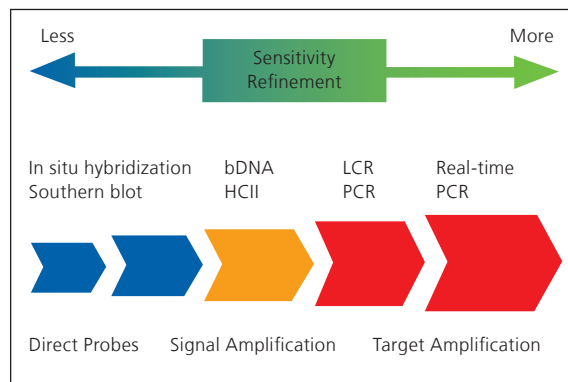 Less
More
Sensitivity
Refinement
In situ hybridization
Southern blot
bDNA
HCII
LCR
PCR
Real-time
PCR
Direct Probes
Signal Amplification
Target Amplification